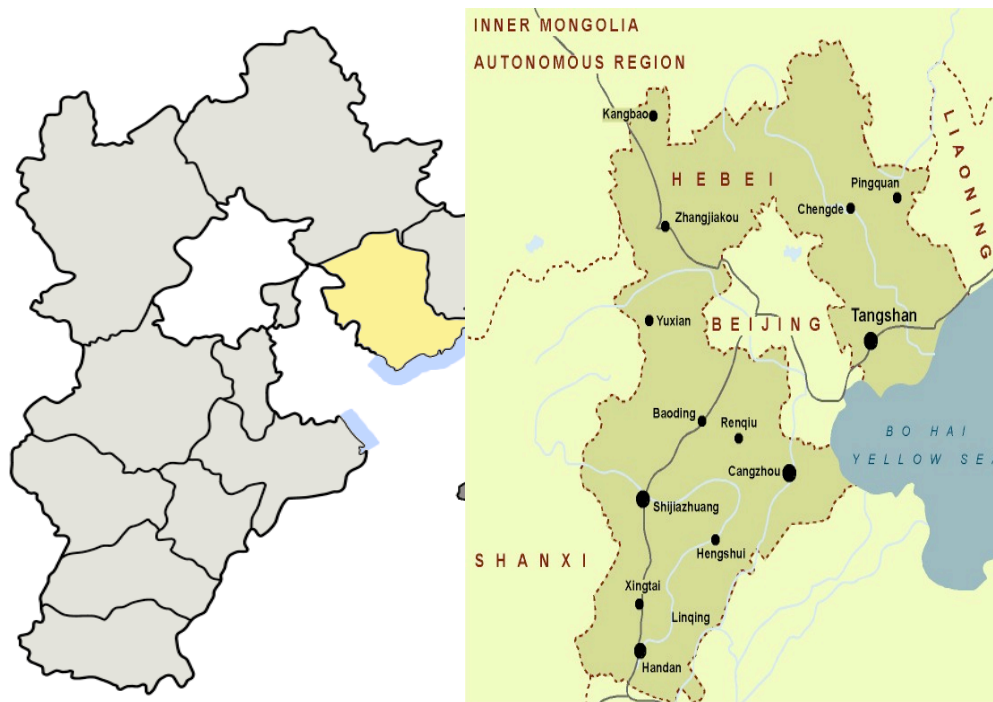 INNER MONGOLIA
AUTONOMOUS REGION
Kangbao
HEBEI
LIAONING
Pingquan
Chengde
Zhangjiakou
Tangshan
Yuxian
BEIJING
Baoding
Renqiu
BO HAI
YELLOW SEA
Cangzhou
Shijiazhuang
Hengshui
SHANXI
Xingtai
Linqing
Handan